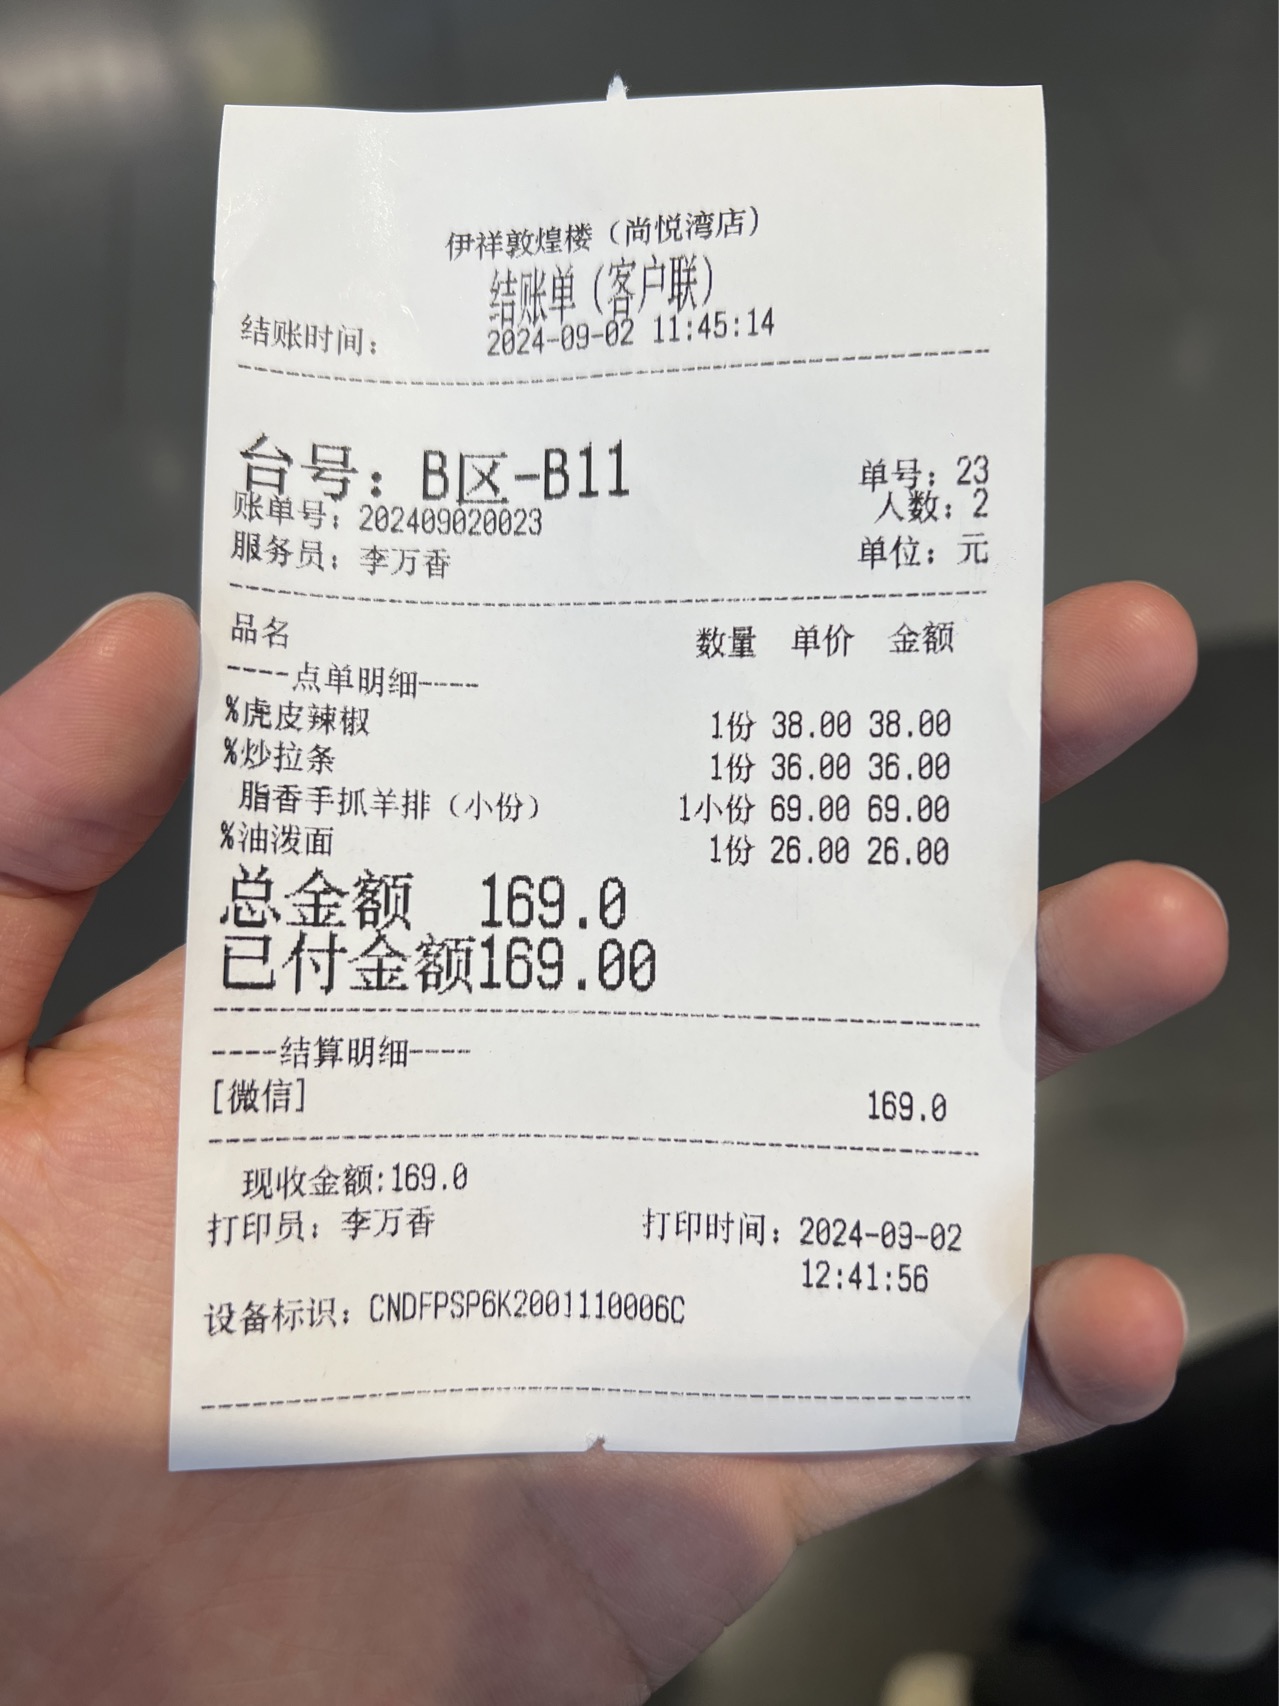 伊祥敦煌楼（尚悦湾店）
结账单（客户联）
结账时间： 2024-09-02 11:45:14
台号：B区-B11 单号：23
账单号：202409020023 人数：2
服务员：李万香 单位：元
品名 数量 单价 金额
----点单明细----
%虎皮辣椒 1份 38.00 38.00
%炒拉条 1份 36.00 36.00
脂香手抓羊排（小份） 1小份 69.00 69.00
%油泼面 1份 26.00 26.00
总金额 169.0
已付金额169.00
----结算明细----
[微信] 169.0
现收金额:169.0
打印员：李万香 打印时间：2024-09-02
12:41:56
设备标识：CNDFPSP6K2001110006C